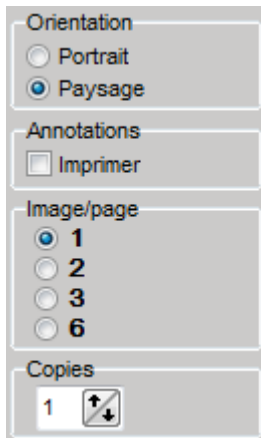 Orientation
Portrait
Paysage
Annotations
Imprimer
Image/page
1
2
3
6
Copies
1